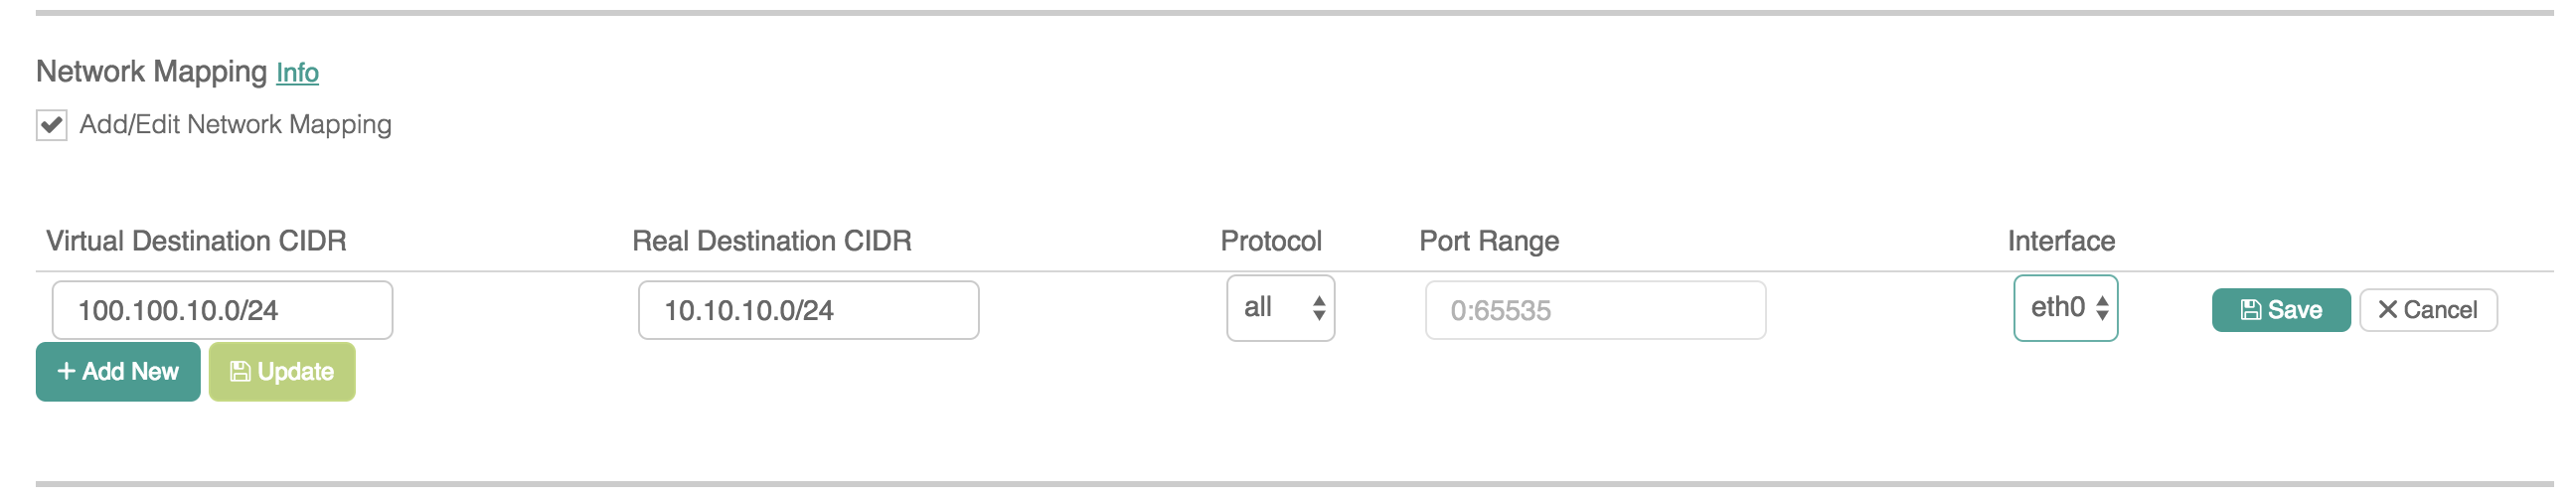 Network Mapping Info
Add/Edit Network Mapping
Virtual Destination CIDR Real Destination CIDR Protocol Port Range Interface
100.100.10.0/24 10.10.10.0/24 all 0:65535 eth0 Save Cancel
+ Add New Update